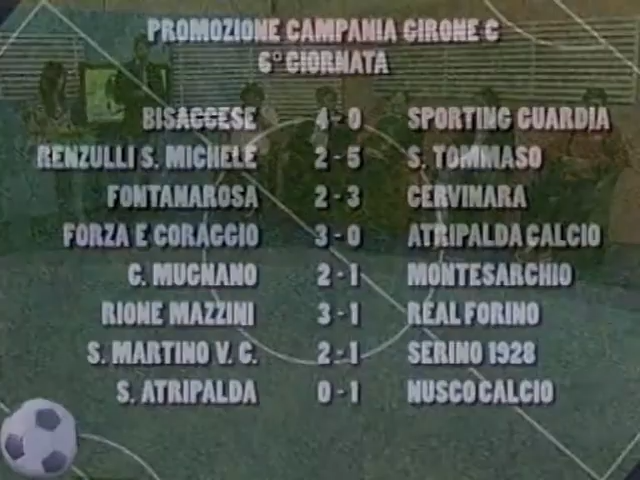 PROMOZIONE CAMPANIA GIRONE C
6° GIORNATA
BISACCESE 4-0 SPORTING GUARDIA
RENZULLI S. MICHELE 2-5 S. TOMMASO
FONTANAROSA 2-3 CERVINARA
FORZA E CORAGGIO 3-0 ATRIPALDA CALCIO
C. MUGNANO 2-1 MONTESARCHIO
RIONE MAZZINI 3-1 REAL FORINO
S. MARTINO V. C. 2-1 SERINO 1928
S. ATRIPALDA 0-1 NUSCO CALCIO